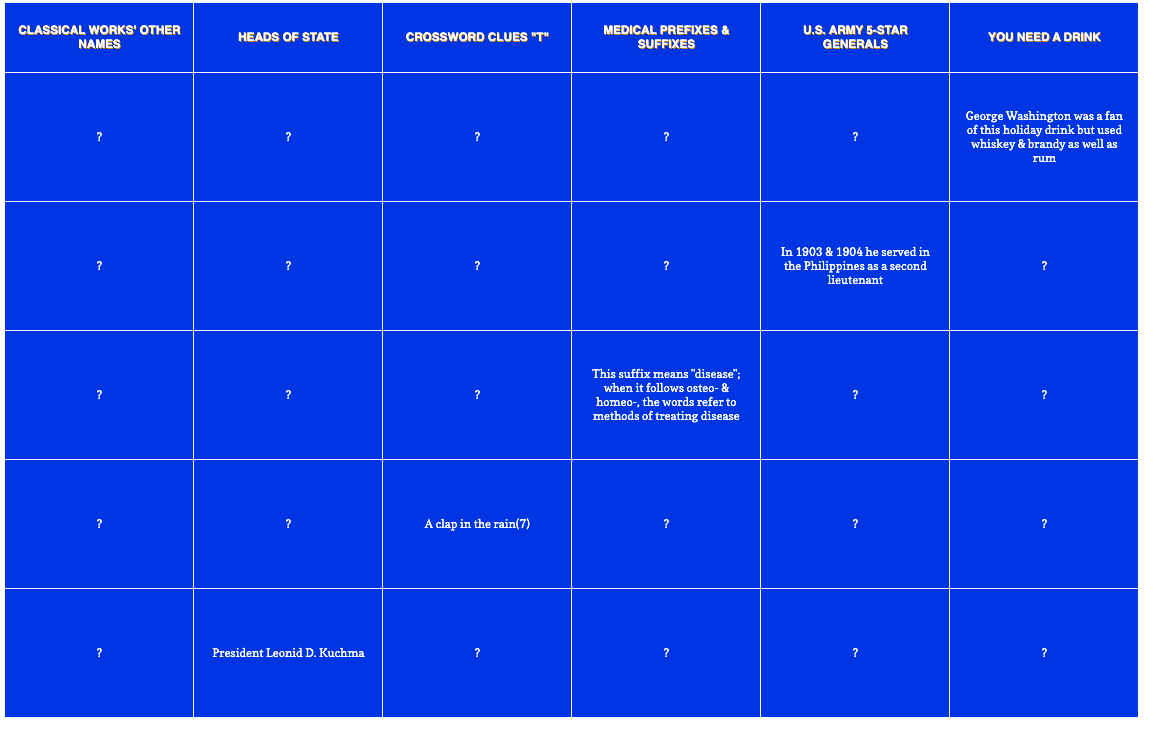 CLASSICAL WORKS' OTHER
NAMES
HEADS OF STATE
CROSSWORD CLUES "T"
MEDICAL PREFIXES &
SUFFIXES
U.S. ARMY 5-STAR
GENERALS
YOU NEED A DRINK
?
?
?
?
?
George Washington was a fan
of this holiday drink but used
whiskey & brandy as well as
rum
?
?
?
?
In 1903 & 1904 he served in
the Philippines as a second
lieutenant
?
?
?
?
This suffix means "disease";
when it follows osteo- &
homeo-, the words refer to
methods of treating disease
?
?
?
?
A clap in the rain(7)
?
?
?
?
President Leonid D. Kuchma
?
?
?
?